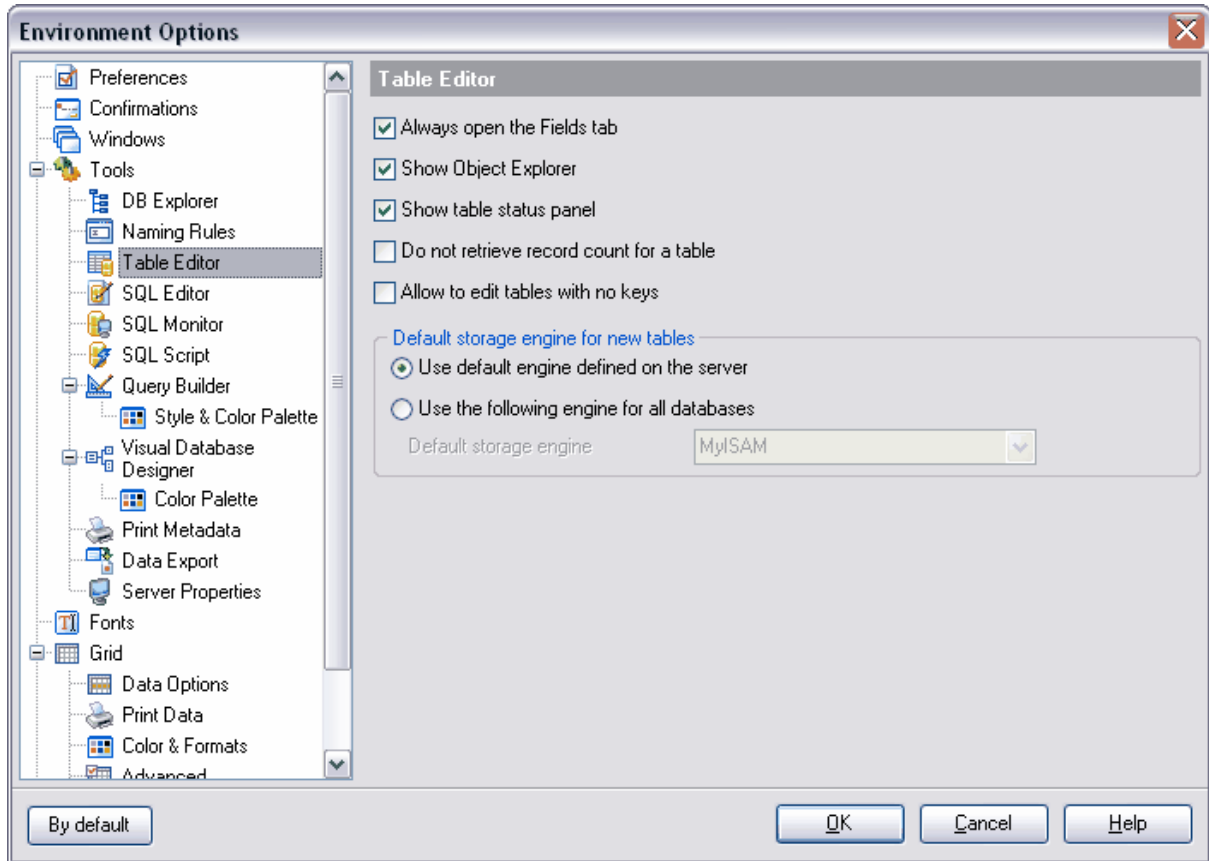 Environment Options
Preferences
Confirmations
Windows
Tools
DB Explorer
Naming Rules
Table Editor
SQL Editor
SQL Monitor
SQL Script
Query Builder
Style & Color Palette
Visual Database
Designer
Color Palette
Print Metadata
Data Export
Server Properties
Fonts
Grid
Data Options
Print Data
Color & Formats
Advanced
Table Editor
Always open the Fields tab
Show Object Explorer
Show table status panel
Do not retrieve record count for a table
Allow to edit tables with no keys
Default storage engine for new tables
Use default engine defined on the server
Use the following engine for all databases
Default storage engine MyISAM
By default OK Cancel Help